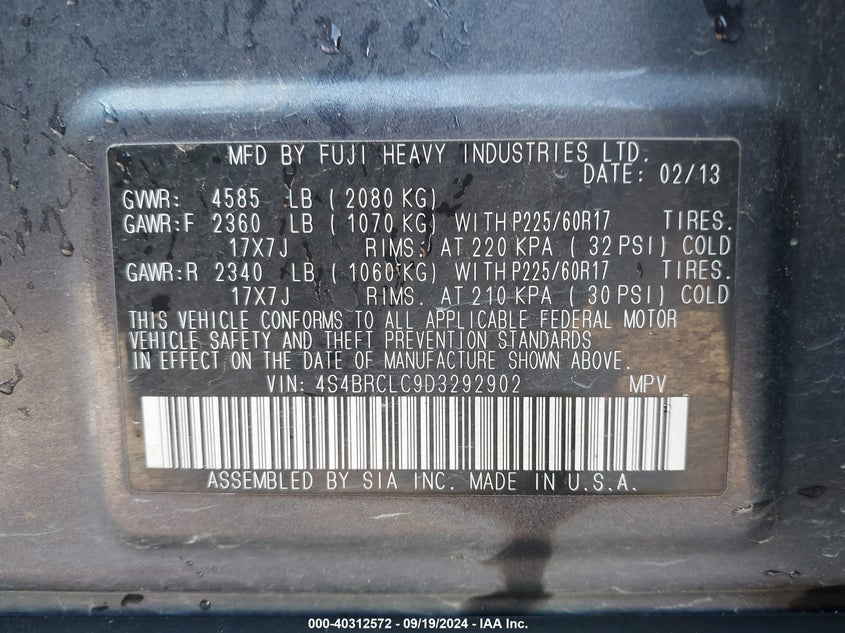 MFD BY FUJI HEAVY INDUSTRIES LTD.
DATE: 02/13
GVWR: 4585 LB ( 2080 KG)
GAWR:F 2360 LB ( 1070 KG) WITH P225/60R17 TIRES.
17X7J RIMS: AT 220 KPA ( 32 PSI) COLD
GAWR:R 2340 LB ( 1060 KG) WITH P225/60R17 TIRES.
17X7J RIMS. AT 210 KPA ( 30 PSI) COLD
THIS VEHICLE CONFORMS TO ALL APPLICABLE FEDERAL MOTOR
VEHICLE SAFETY AND THEFT PREVENTION STANDARDS
IN EFFECT ON THE DATE OF MANUFACTURE SHOWN ABOVE.
VIN: 4S4BRCLC9D3292902 MPV
ASSEMBLED BY SIA INC. MADE IN U.S.A.
000-40312572 - 09/19/2024 - IAA Inc.